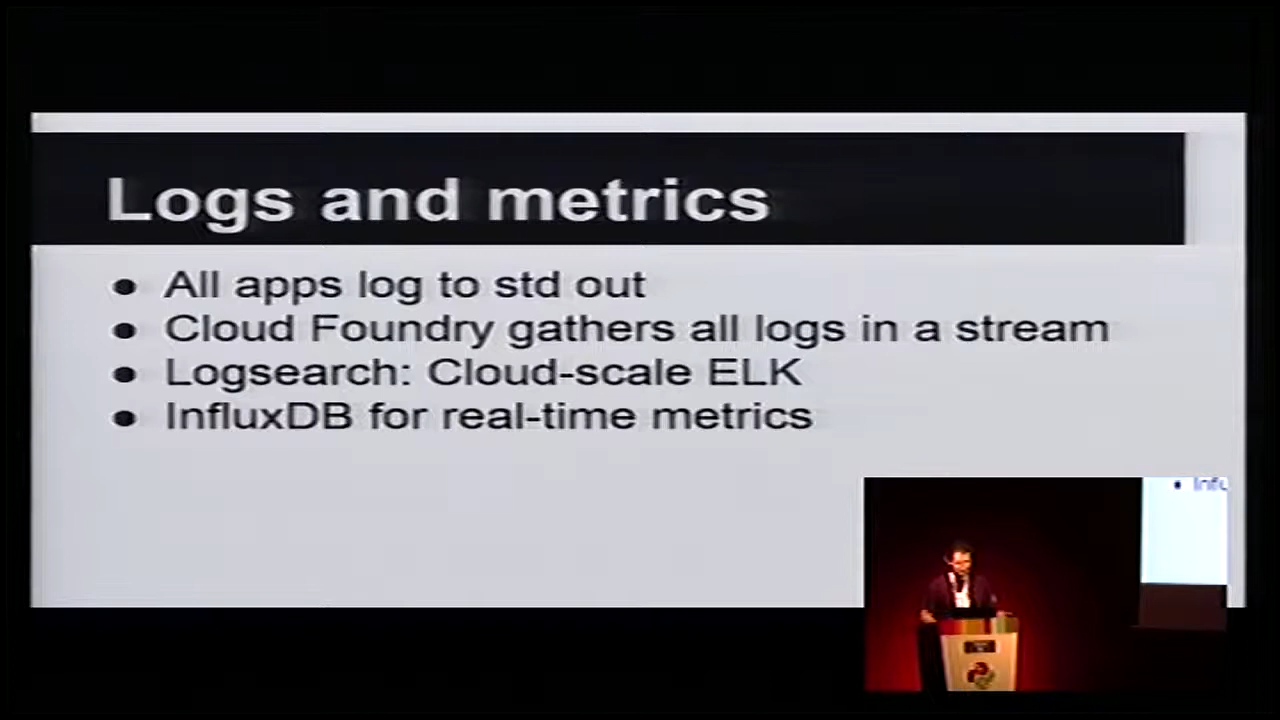 Logs and metrics
● All apps log to std out
● Cloud Foundry gathers all logs in a stream
● Logsearch: Cloud-scale ELK
● InfluxDB for real-time metrics
● Influ